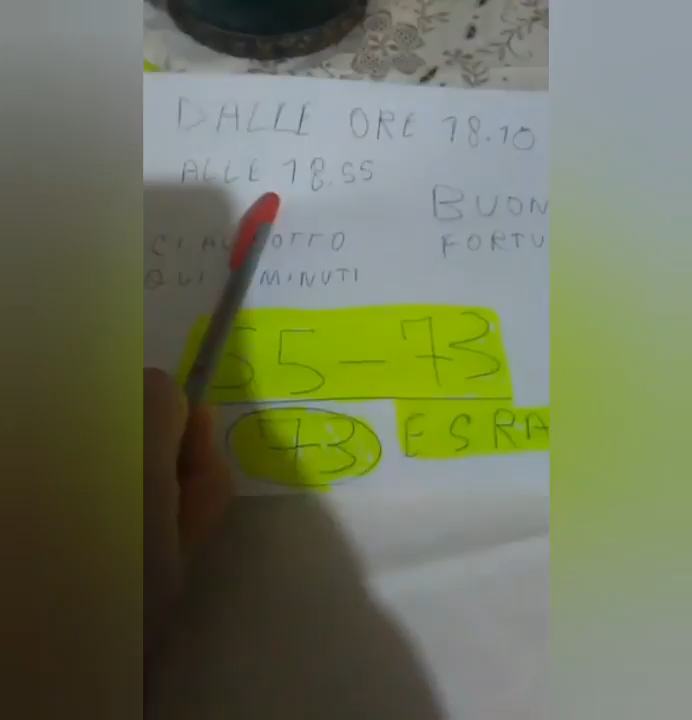 DALLE ORE 18.10
ALLE 18.55
BUON
FORTU
MINUTI
55-73
73
ESRA